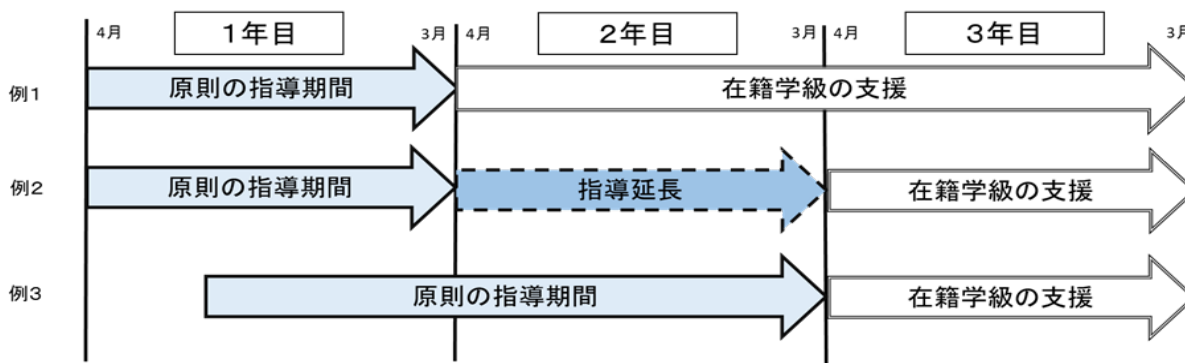 4月 1年目 3月 4月 2年目 3月 4月 3年目 3月
例1 原則の指導期間 在籍学級の支援
例2 原則の指導期間 指導延長 在籍学級の支援
例3 原則の指導期間 在籍学級の支援